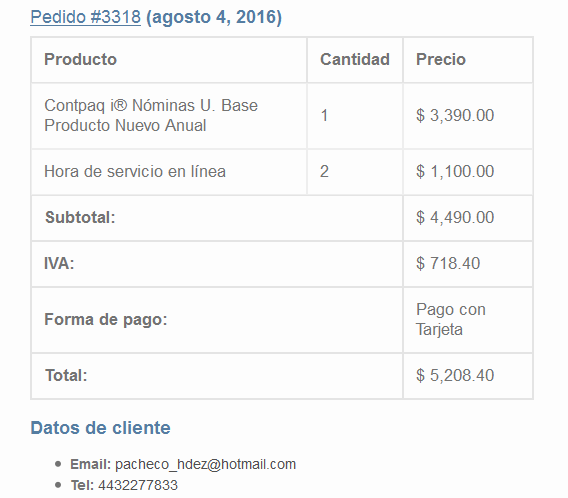 Pedido #3318 (agosto 4, 2016)
Producto Cantidad Precio
Contpaq i® Nóminas U. Base
Producto Nuevo Anual
1 $ 3,390.00
Hora de servicio en línea 2 $ 1,100.00
Subtotal: $ 4,490.00
IVA: $ 718.40
Forma de pago: Pago con
Tarjeta
Total: $ 5,208.40
Datos de cliente
• Email: pacheco_hdez@hotmail.com
• Tel: 4432277833